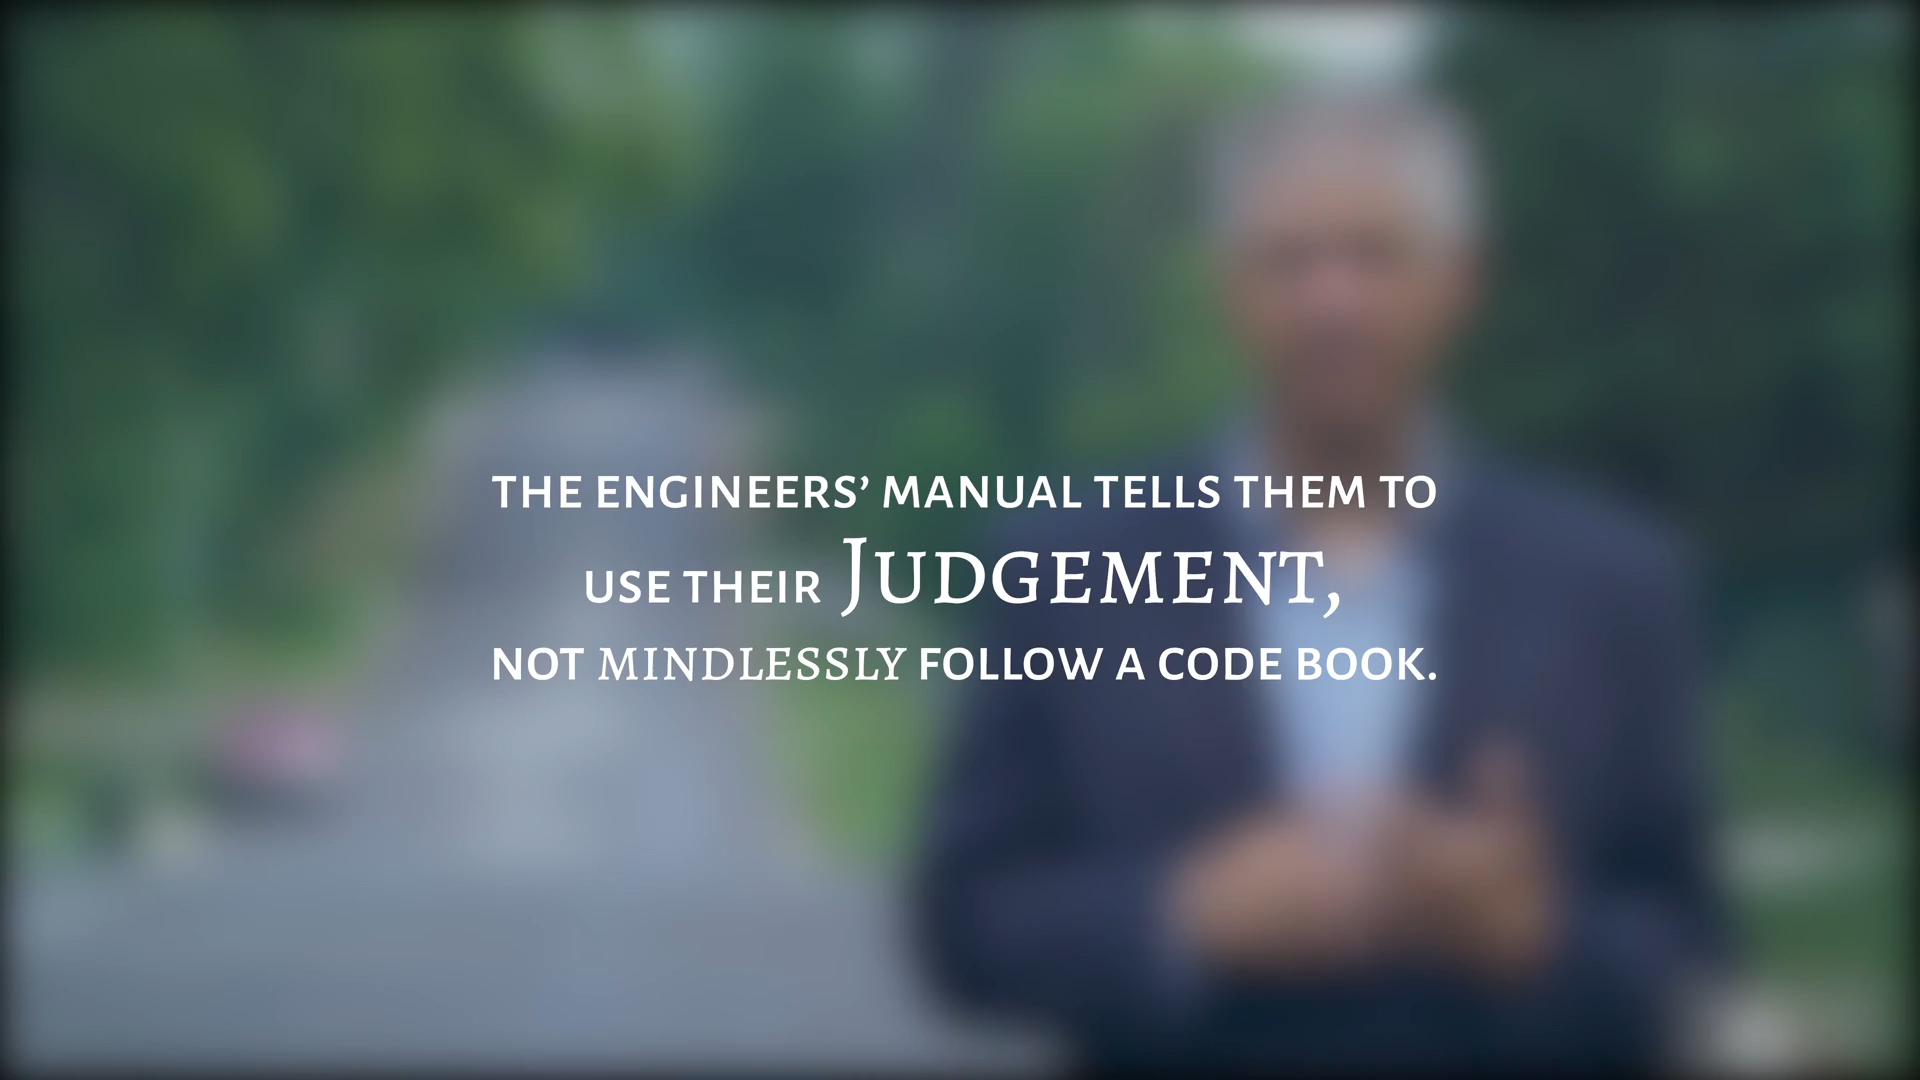 THE ENGINEERS’ MANUAL TELLS THEM TO
USE THEIR JUDGEMENT,
NOT MINDLESSLY FOLLOW A CODE BOOK.